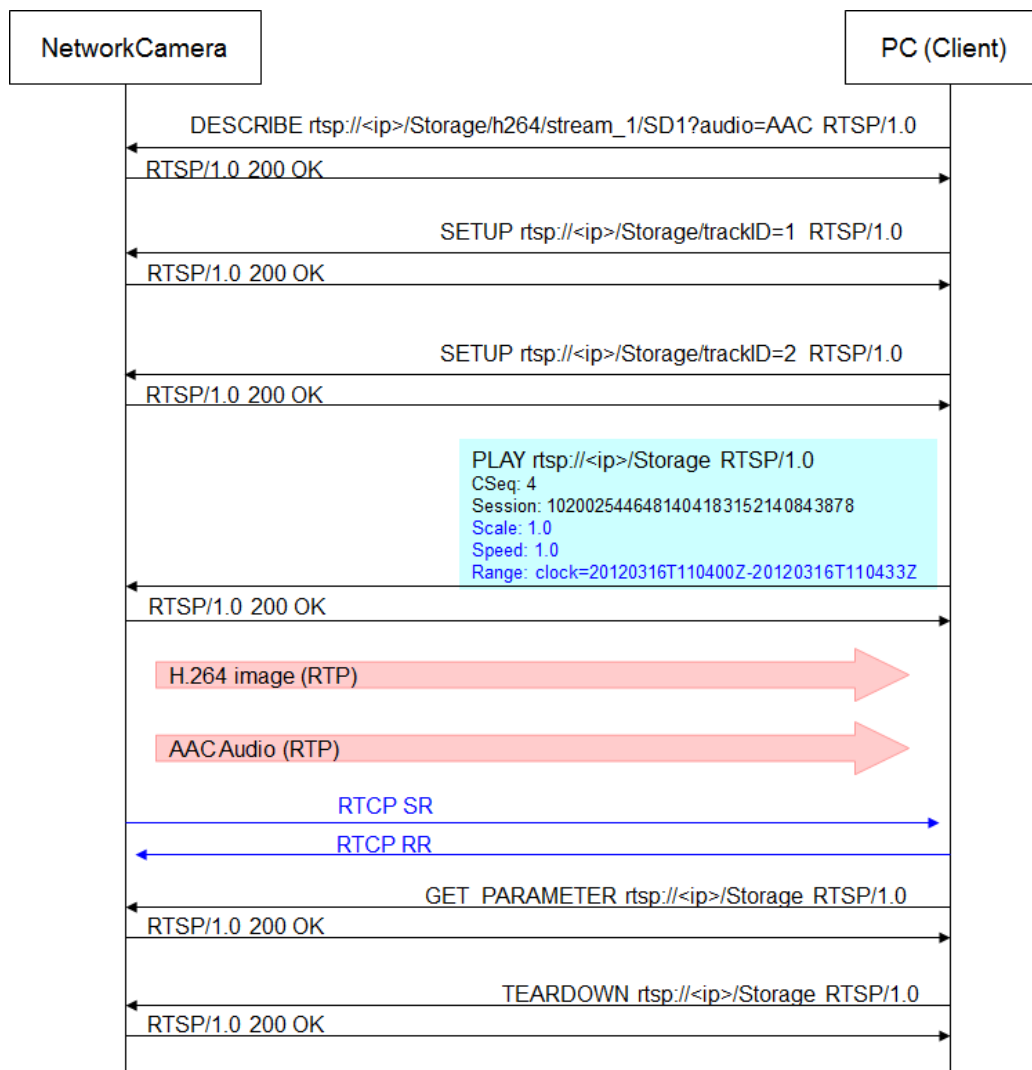 NetworkCamera
PC (Client)
DESCRIBE rtsp://<ip>/Storage/h264/stream_1/SD1?audio=AAC RTSP/1.0
RTSP/1.0 200 OK
SETUP rtsp://<ip>/Storage/trackID=1 RTSP/1.0
RTSP/1.0 200 OK
SETUP rtsp://<ip>/Storage/trackID=2 RTSP/1.0
RTSP/1.0 200 OK
PLAY rtsp://<ip>/Storage RTSP/1.0
CSeq: 4
Session: 10200254464814041831521408​43878
Scale: 1.0
Speed: 1.0
Range: clock=20120316T110400Z-20120316T110433Z
RTSP/1.0 200 OK
H.264 image (RTP)
AAC Audio (RTP)
RTCP SR
RTCP RR
GET_PARAMETER rtsp://<ip>/Storage RTSP/1.0
RTSP/1.0 200 OK
TEARDOWN rtsp://<ip>/Storage RTSP/1.0
RTSP/1.0 200 OK